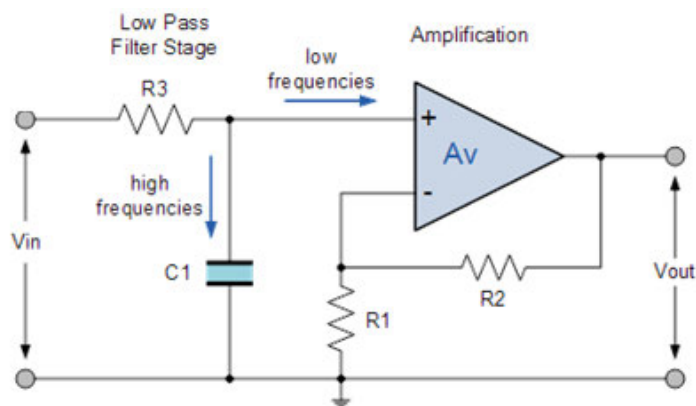 Low Pass
Filter Stage
Amplification
low
frequencies
R3
+
Av
-
high
frequencies
Vin
C1
R2
Vout
R1